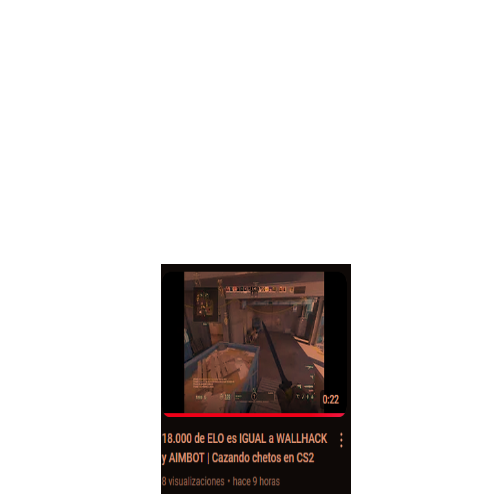 0:22
18.000 de ELO es IGUAL a WALLHACK
y AIMBOT | Cazando chetos en CS2
8 visualizaciones • hace 9 horas